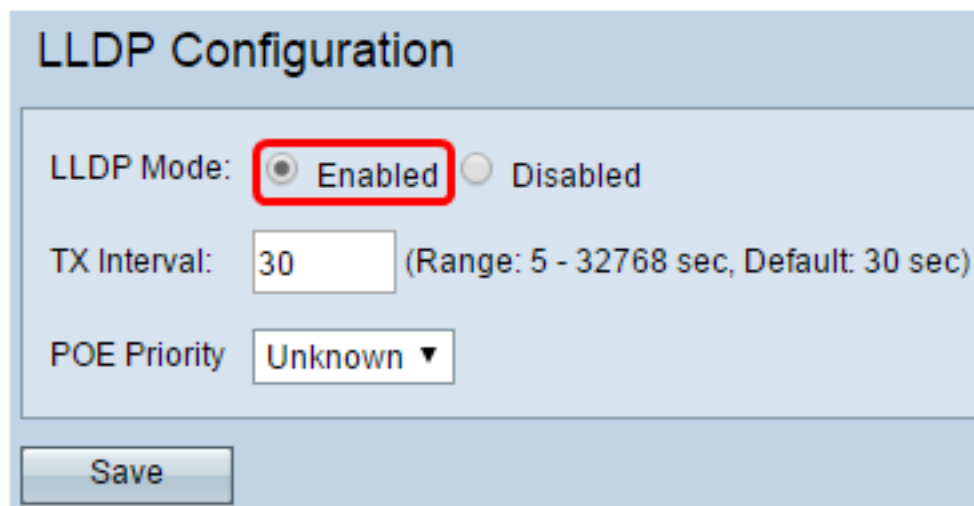 LLDP Configuration
LLDP Mode: Enabled Disabled
TX Interval: 30 (Range: 5 - 32768 sec, Default: 30 sec)
POE Priority Unknown
Save